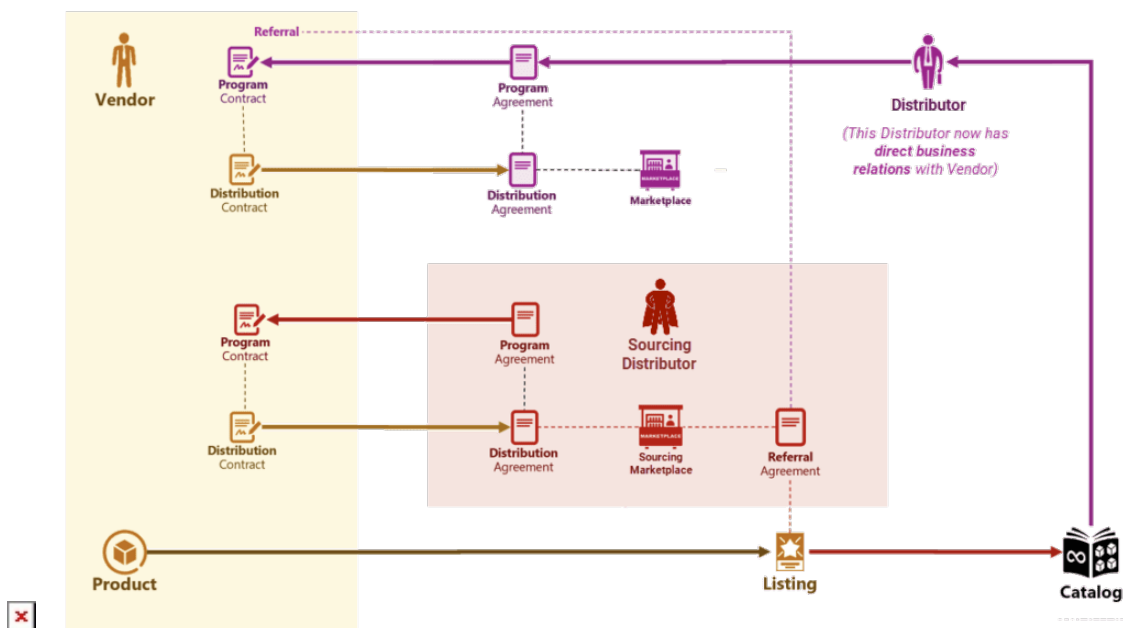 Referral
Vendor
Program
Contract
Program
Agreement
Distributor
(This Distributor now has
direct business
relations with Vendor)
Distribution
Contract
Distribution
Agreement
MARKETPLACE
Marketplace
Program
Contract
Program
Agreement
Sourcing
Distributor
Distribution
Contract
Distribution
Agreement
MARKETPLACE
Sourcing
Marketplace
Referral
Agreement
Product
Listing
Catalog